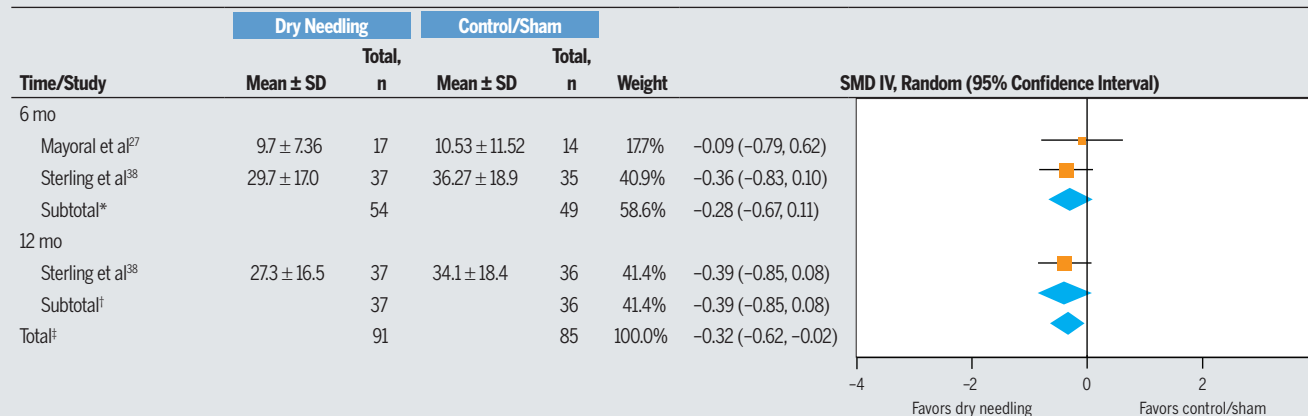 Dry Needling Control/Sham
Total, Total,
Time/Study Mean ± SD n Mean ± SD n Weight SMD IV, Random (95% Confidence Interval)
6 mo
Mayoral et al²⁷ 9.7 ± 7.36 17 10.53 ± 11.52 14 17.7% −0.09 (−0.79, 0.62)
Sterling et al³⁸ 29.7 ± 17.0 37 36.27 ± 18.9 35 40.9% −0.36 (−0.83, 0.10)
Subtotal* 54 49 58.6% −0.28 (−0.67, 0.11)
12 mo
Sterling et al³⁸ 27.3 ± 16.5 37 34.1 ± 18.4 36 41.4% −0.39 (−0.85, 0.08)
Subtotal† 37 36 41.4% −0.39 (−0.85, 0.08)
Total‡ 91 85 100.0% −0.32 (−0.62, −0.02)
−4 −2 0 2
Favors dry needling Favors control/sham